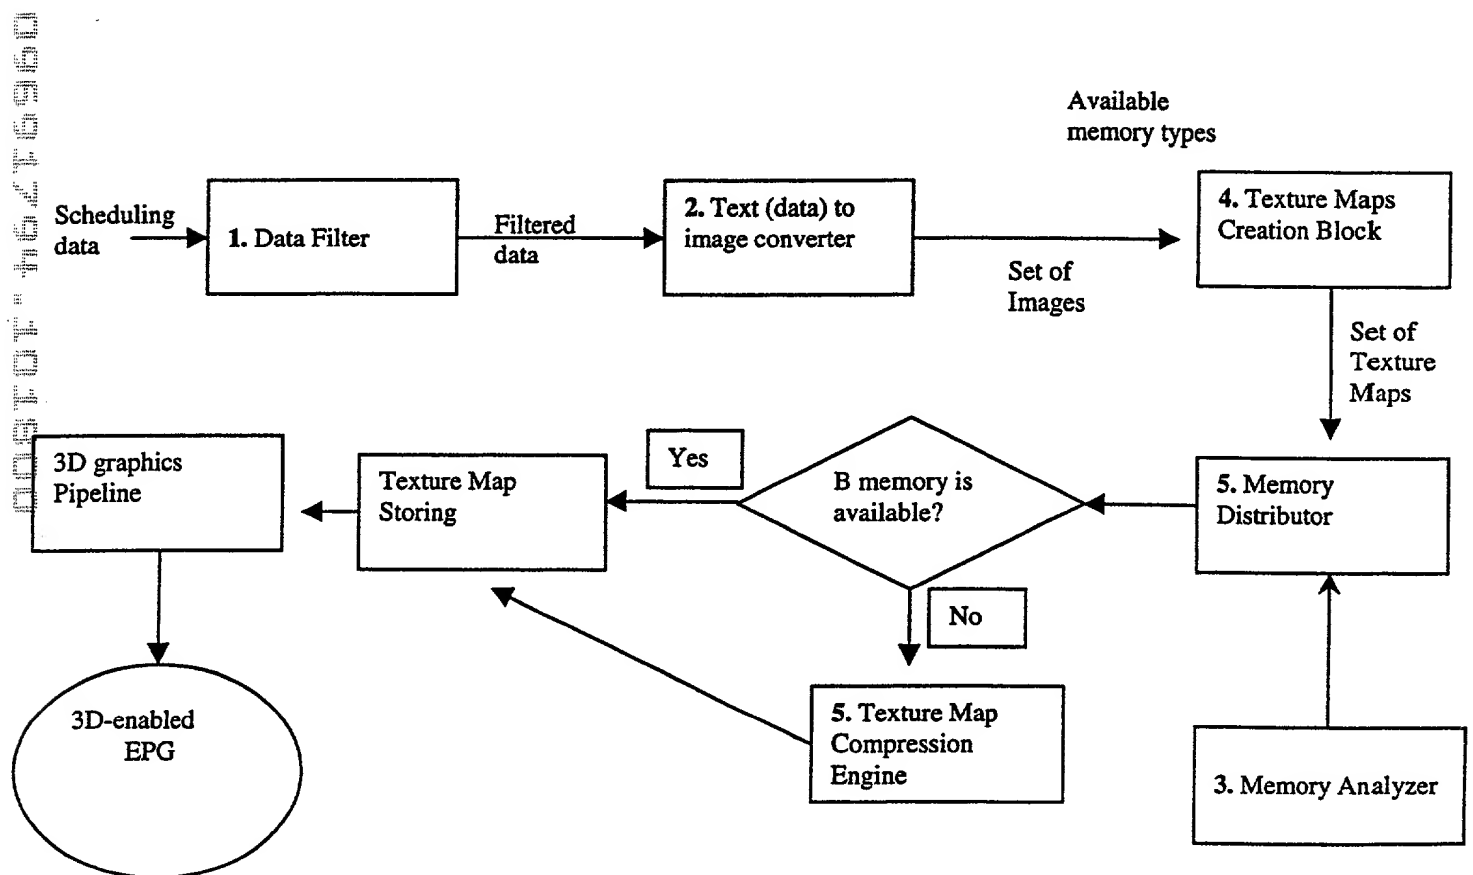 Available
memory types
Scheduling
data
1. Data Filter
Filtered
data
2. Text (data) to
image converter
Set of
Images
4. Texture Maps
Creation Block
Set of
Texture
Maps
3D graphics
Pipeline
Texture Map
Storing
Yes
B memory is
available?
5. Memory
Distributor
No
3D-enabled
EPG
5. Texture Map
Compression
Engine
3. Memory Analyzer